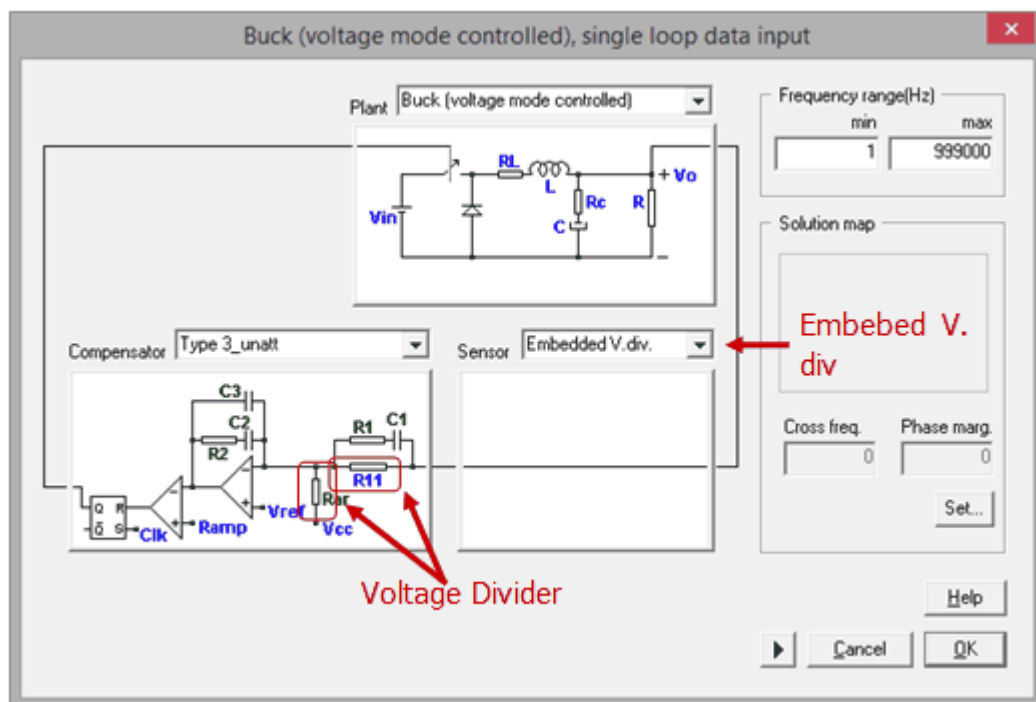 Buck (voltage mode controlled), single loop data input
x
Plant Buck (voltage mode controlled)
RL
L
+ Vo
Rc
R
C
Vin
-
Frequency range(Hz)
min max
1 999000
Solution map
Embebed V.
div
Cross freq. Phase marg.
0 0
Set...
Compensator Type 3_unatt
Sensor Embedded V.div.
C3
C2
R2
R1 C1
R11
-
+
Vref
Rar
Vcc
-
+
Ramp
Q R
Q S
Clk
Voltage Divider
Help
Cancel OK